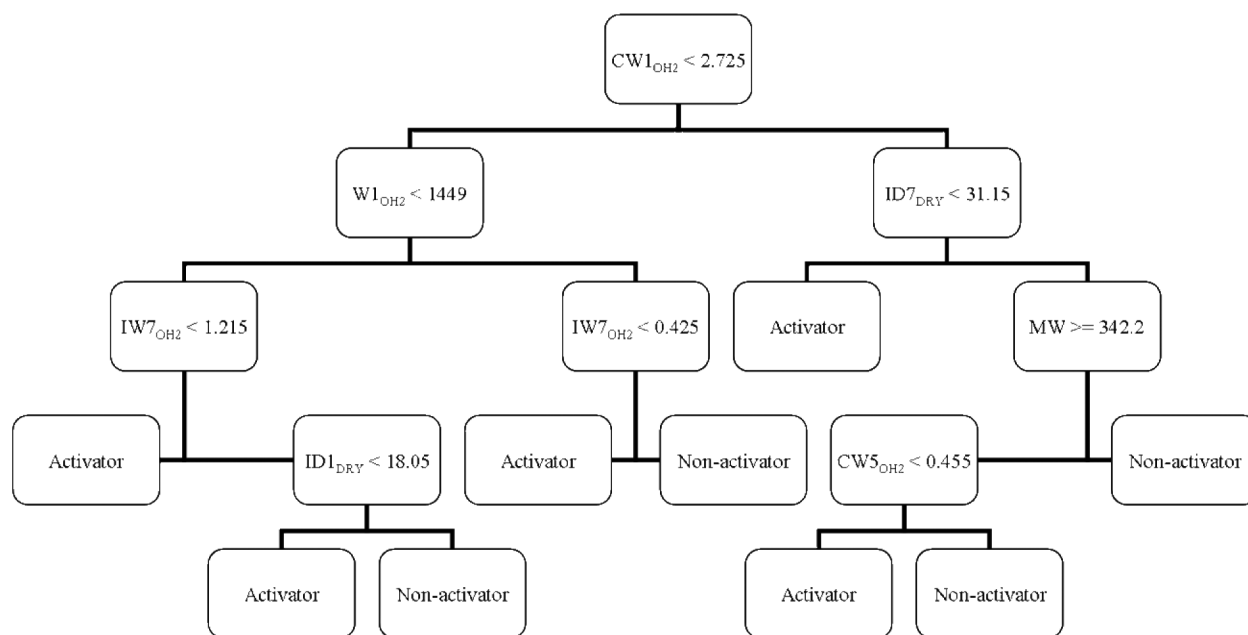 CW1OH2 < 2.725
W1OH2 < 1449
ID7DRY < 31.15
IW7OH2 < 1.215
IW7OH2 < 0.425
Activator
MW >= 342.2
Activator
ID1DRY < 18.05
Activator
Non-activator
CW5OH2 < 0.455
Non-activator
Activator
Non-activator
Activator
Non-activator